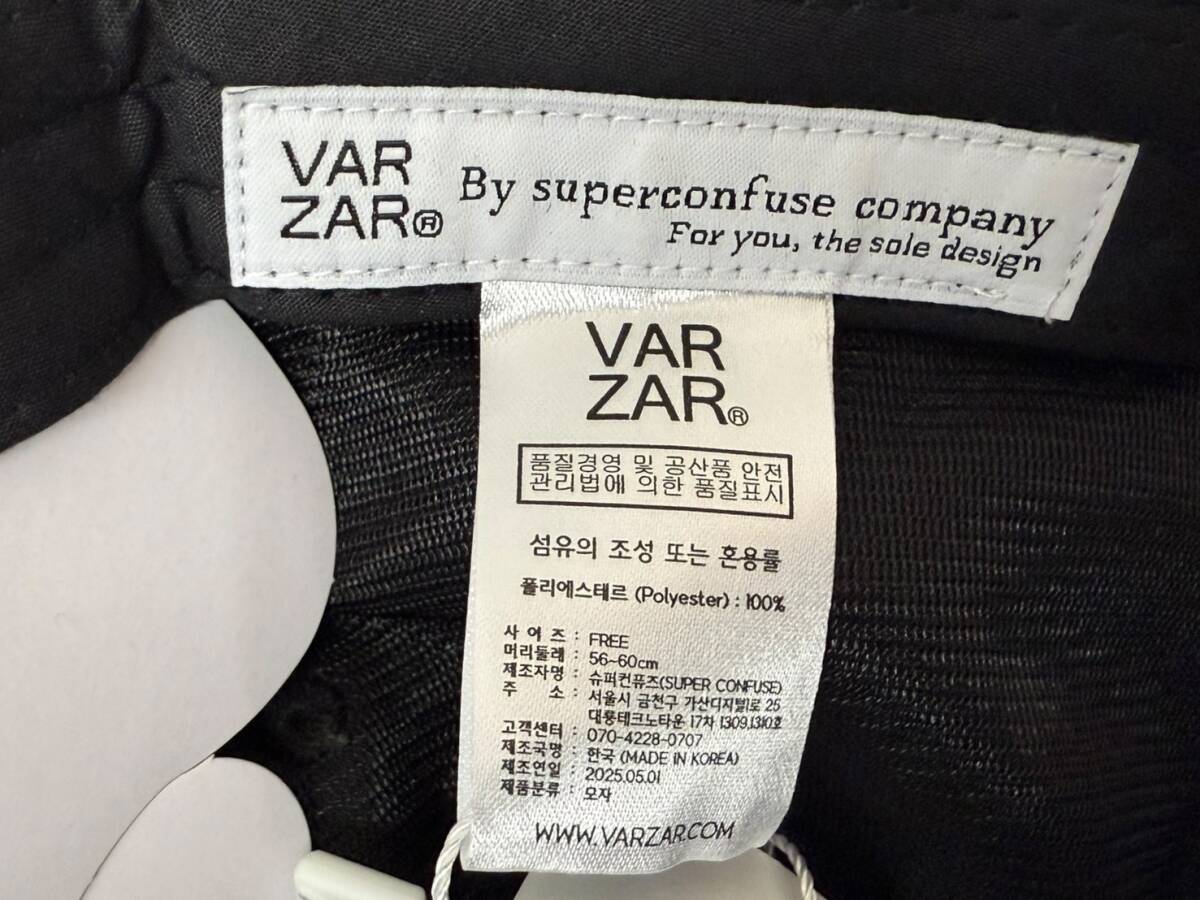 VAR
ZAR®
By superconfuse company
For you, the sole design
VAR
ZAR®
품질경영 및 공산품 안전
관리법에 의한 품질표시
섬유의 조성 또는 혼용률
폴리에스테르 (Polyester) : 100%
사이즈 : FREE
머리둘레 : 56~60cm
제조자명 : 슈퍼컨퓨즈(SUPER CONFUSE)
주 소 : 서울시 금천구 가산디지털1로 25
대륭테크노타운 17차 1309,1310호
고객센터 : 070-4228-0707
제조국명 : 한국 (MADE IN KOREA)
제조연일 : 2025.05.01
제품분류 : 모자
WWW.VARZAR.COM